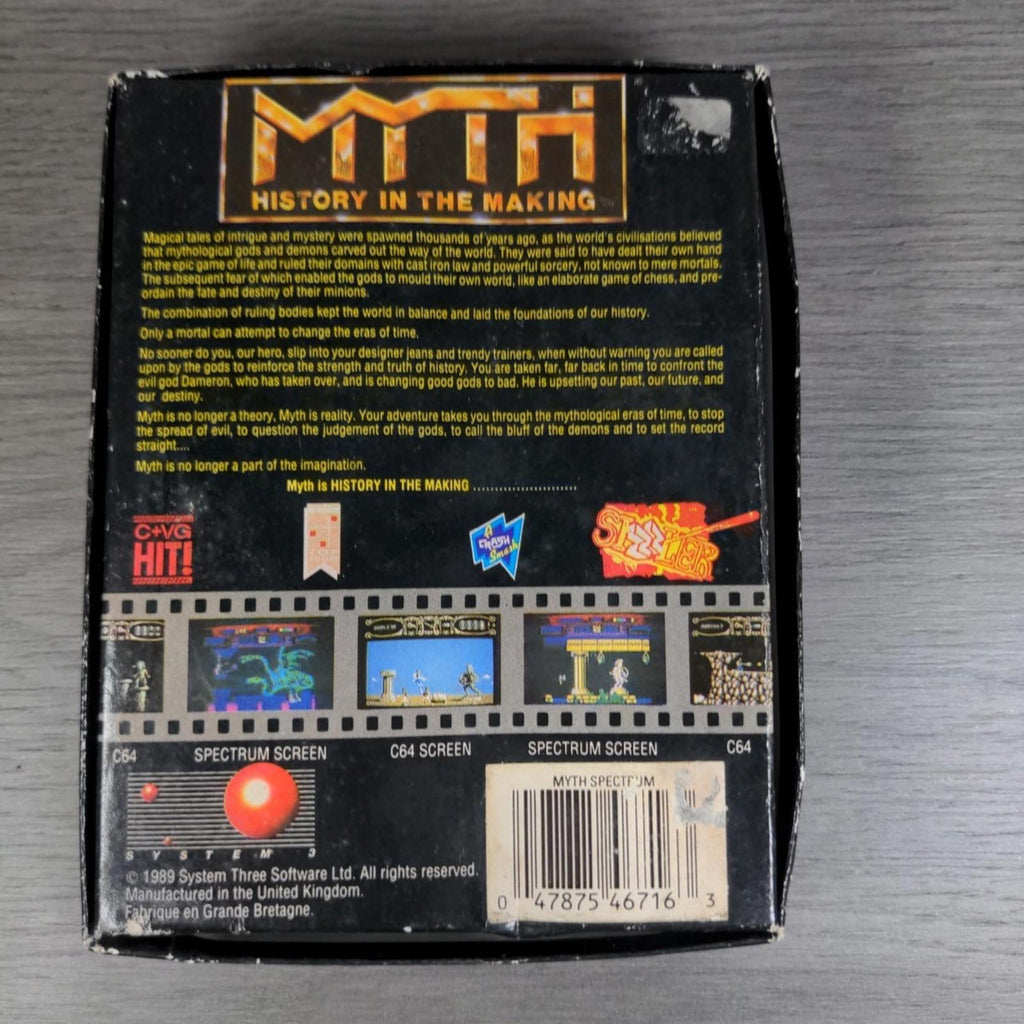 MYTH
HISTORY IN THE MAKING
Magical tales of intrigue and mystery were spawned thousands of years ago, as the world's civilisations believed
that mythological gods and demons carved out the way of the world. They were said to have dealt their own hand
in the epic game of life and ruled their domains with cast iron law and powerful sorcery, not known to mere mortals.
The subsequent fear of which enabled the gods to mould their own world, like an elaborate game of chess, and pre-
ordain the fate and destiny of their minions.
The combination of ruling bodies kept the world in balance and laid the foundations of our history.
Only a mortal can attempt to change the eras of time.
No sooner do you, our hero, slip into your designer jeans and trendy trainers, when without warning you are called
upon by the gods to reinforce the strength and truth of history. You are taken far, far back in time to confront the
evil god Dameron, who has taken over, and is changing good gods to bad. He is upsetting our past, our future, and
our destiny.
Myth is no longer a theory, Myth is reality. Your adventure takes you through the mythological eras of time, to stop
the spread of evil, to question the judgement of the gods, to call the bluff of the demons and to set the record
straight....
Myth is no longer a part of the imagination.
Myth is HISTORY IN THE MAKING ........................
C+VG
HIT!
A
CRASH
Smash
SIZZLER
C64
SPECTRUM SCREEN
C64 SCREEN
SPECTRUM SCREEN
C64
SYSTEM 3
© 1989 System Three Software Ltd. All rights reserved.
Manufactured in the United Kingdom.
Fabrique en Grande Bretagne.
MYTH SPECTRUM
0 47875 46716 3